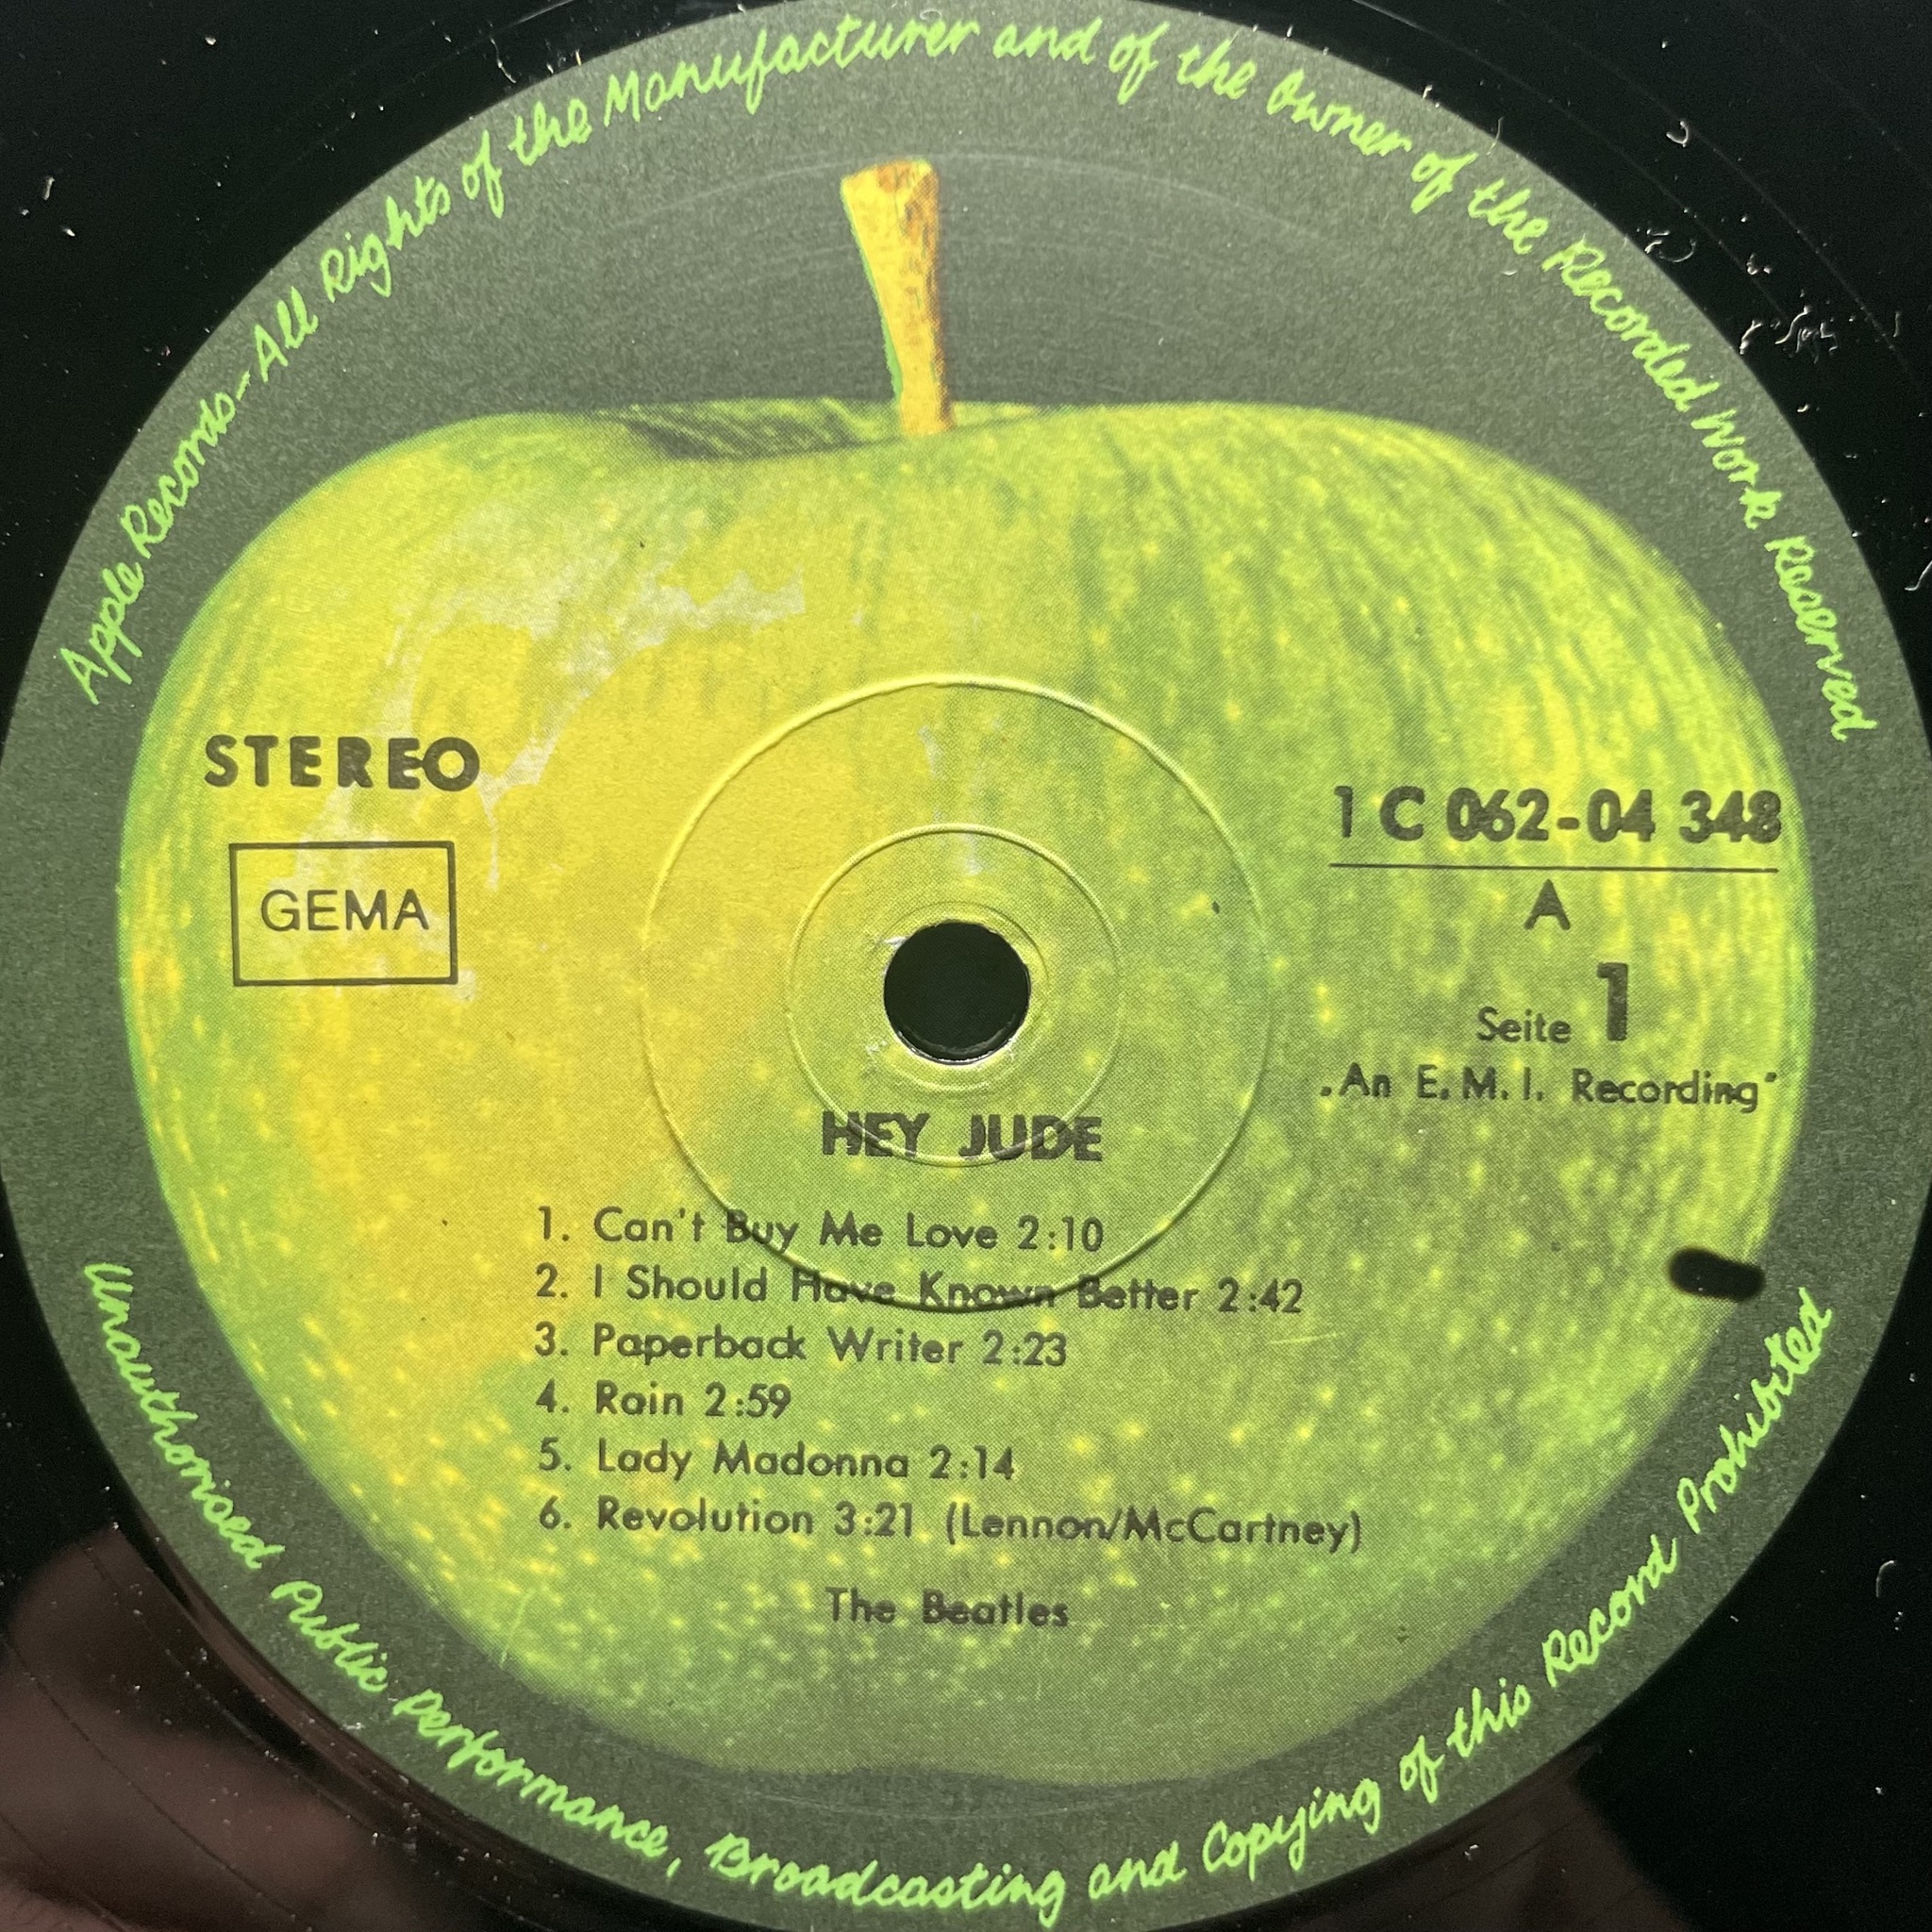 Apple Records-All Rights of the Manufacturer and of the Owner of the Recorded Work Reserved
STEREO
GEMA
1 C 062-04 348
A
Seite 1
„An E.M.I. Recording"
HEY JUDE
1. Can't Buy Me Love 2:10
2. I Should Have Known Better 2:42
3. Paperback Writer 2:23
4. Rain 2:59
5. Lady Madonna 2:14
6. Revolution 3:21 (Lennon/McCartney)
The Beatles
Unauthorised Public Performance, Broadcasting and Copying of this Record Prohibited